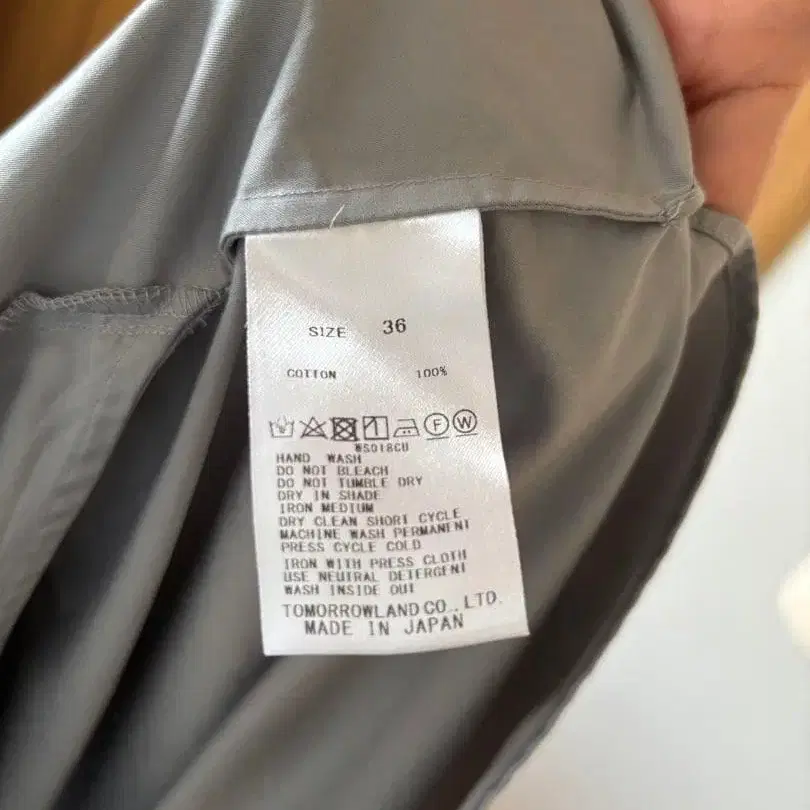 SIZE 36
COTTON 100%
F W
WS018CU
HAND WASH
DO NOT BLEACH
DO NOT TUMBLE DRY
DRY IN SHADE
IRON MEDIUM
DRY CLEAN SHORT CYCLE
MACHINE WASH PERMANENT
PRESS CYCLE COLD
IRON WITH PRESS CLOTH
USE NEUTRAL DETERGENT
WASH INSIDE OUT
TOMORROWLAND CO., LTD.
MADE IN JAPAN